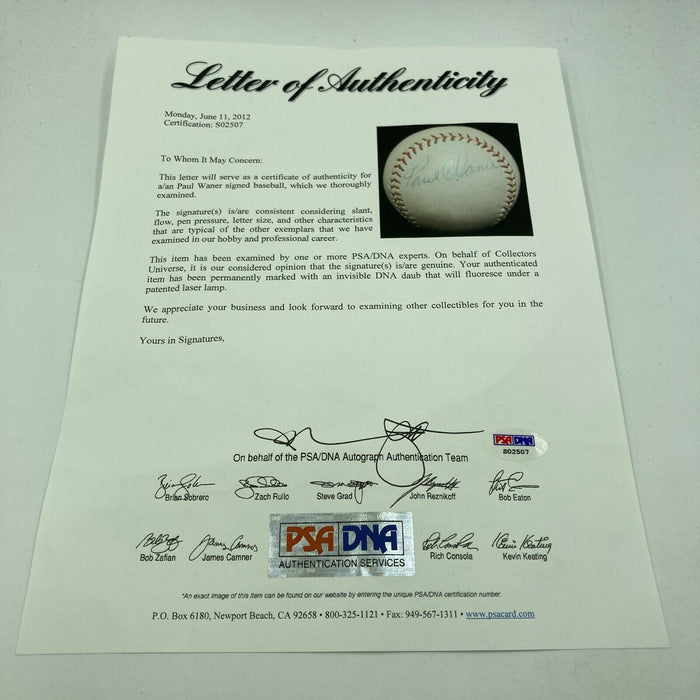 Letter of Authenticity
Monday, June 11, 2012
Certification: S02507
To Whom It May Concern:
This letter will serve as a certificate of authenticity for
a/an Paul Waner signed baseball, which we thoroughly
examined.
The signature(s) is/are consistent considering slant,
flow, pen pressure, letter size, and other characteristics
that are typical of the other exemplars that we have
examined in our hobby and professional career.
Paul Waner
This item has been examined by one or more PSA/DNA experts. On behalf of Collectors
Universe, it is our considered opinion that the signature(s) is/are genuine. Your authenticated
item has been permanently marked with an invisible DNA daub that will fluoresce under a
patented laser lamp.
We appreciate your business and look forward to examining other collectibles for you in the
future.
Yours in Signatures,
On behalf of the PSA/DNA Autograph Authentication Team
PSA DNA
S02507
Brian Sobrero Zach Rullo Steve Grad John Reznikoff Bob Eaton
Bob Zafian James Camner Rich Consola Kevin Keating
PSA DNA
AUTHENTICATION SERVICES
*An exact image of this item can be found on our website by entering the unique PSA/DNA certification number.
P.O. Box 6180, Newport Beach, CA 92658 • 800-325-1121 • Fax: 949-567-1311 • www.psacard.com